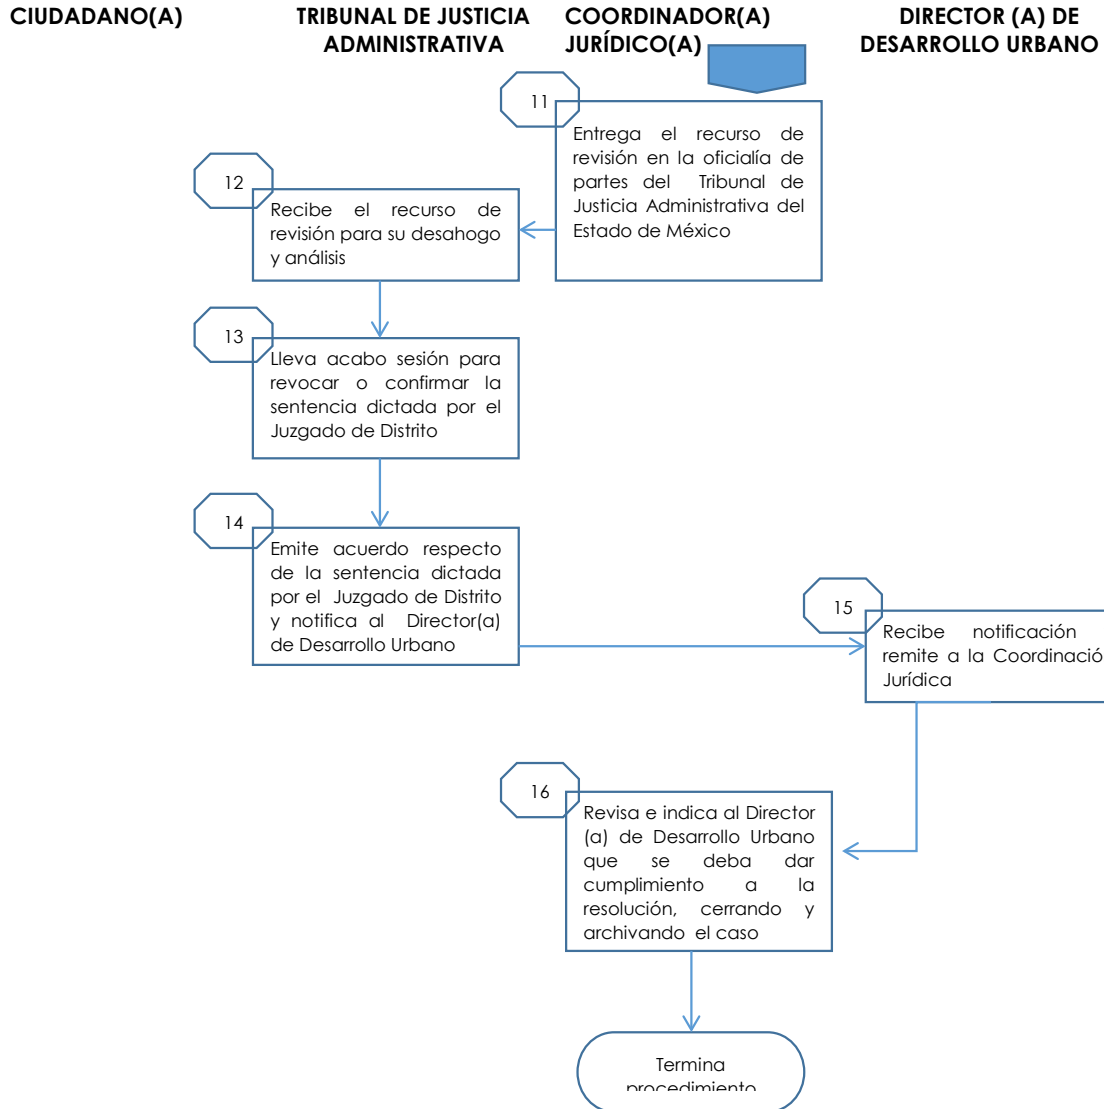 CIUDADANO(A)
TRIBUNAL DE JUSTICIA
ADMINISTRATIVA
COORDINADOR(A)
JURÍDICO(A)
DIRECTOR (A) DE
DESARROLLO URBANO
11
Entrega el recurso de
revisión en la oficialía de
partes del Tribunal de
Justicia Administrativa del
Estado de México
12
Recibe el recurso de
revisión para su desahogo
y análisis
13
Lleva acabo sesión para
revocar o confirmar la
sentencia dictada por el
Juzgado de Distrito
14
Emite acuerdo respecto
de la sentencia dictada
por el Juzgado de Distrito
y notifica al Director(a)
de Desarrollo Urbano
15
Recibe notificación
remite a la Coordinació
Jurídica
16
Revisa e indica al Director
(a) de Desarrollo Urbano
que se deba dar
cumplimiento a la
resolución, cerrando y
archivando el caso
Termina
procedimiento